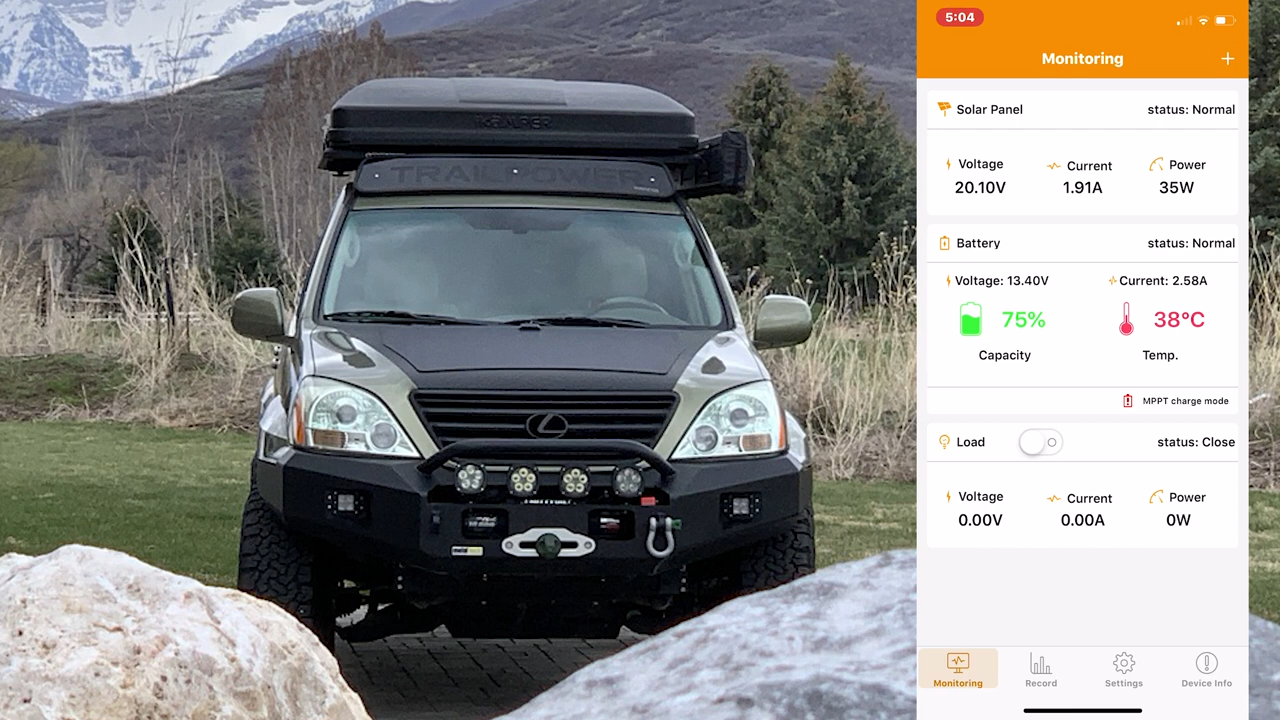 TRAIL POWER
5:04
Monitoring
+
Solar Panel
status: Normal
Voltage
Current
Power
20.10V
1.91A
35W
Battery
status: Normal
Voltage: 13.40V
Current: 2.58A
75%
38°C
Capacity
Temp.
MPPT charge mode
Load
status: Close
Voltage
Current
Power
0.00V
0.00A
0W
Monitoring
Record
Settings
Device Info